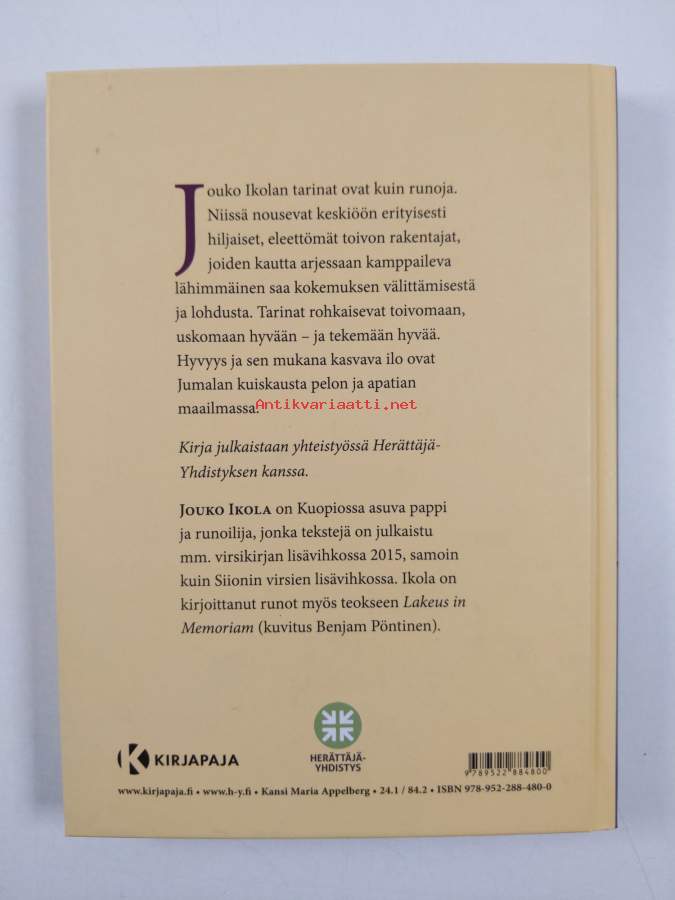 Jouko Ikolan tarinat ovat kuin runoja.
Niissä nousevat keskiöön erityisesti
hiljaiset, eleettömät toivon rakentajat,
joiden kautta arjessaan kamppaileva
lähimmäinen saa kokemuksen välittämisestä
ja lohdusta. Tarinat rohkaisevat toivomaan,
uskomaan hyvään – ja tekemään hyvää.
Hyvyys ja sen mukana kasvava ilo ovat
Jumalan kuiskausta pelon ja apatian
maailmassa.
Antikvariaatti.net
Kirja julkaistaan yhteistyössä Herättäjä-
Yhdistyksen kanssa.
Jouko Ikola on Kuopiossa asuva pappi
ja runoilija, jonka tekstejä on julkaistu
mm. virsikirjan lisävihkossa 2015, samoin
kuin Siionin virsien lisävihkossa. Ikola on
kirjoittanut runot myös teokseen Lakeus in
Memoriam (kuvitus Benjam Pöntinen).
KIRJAPAJA
HERÄTTÄJÄ-
YHDISTYS
9 789522 884800
www.kirjapaja.fi • www.h-y.fi • Kansi Maria Appelberg • 24.1 / 84.2 • ISBN 978-952-288-480-0